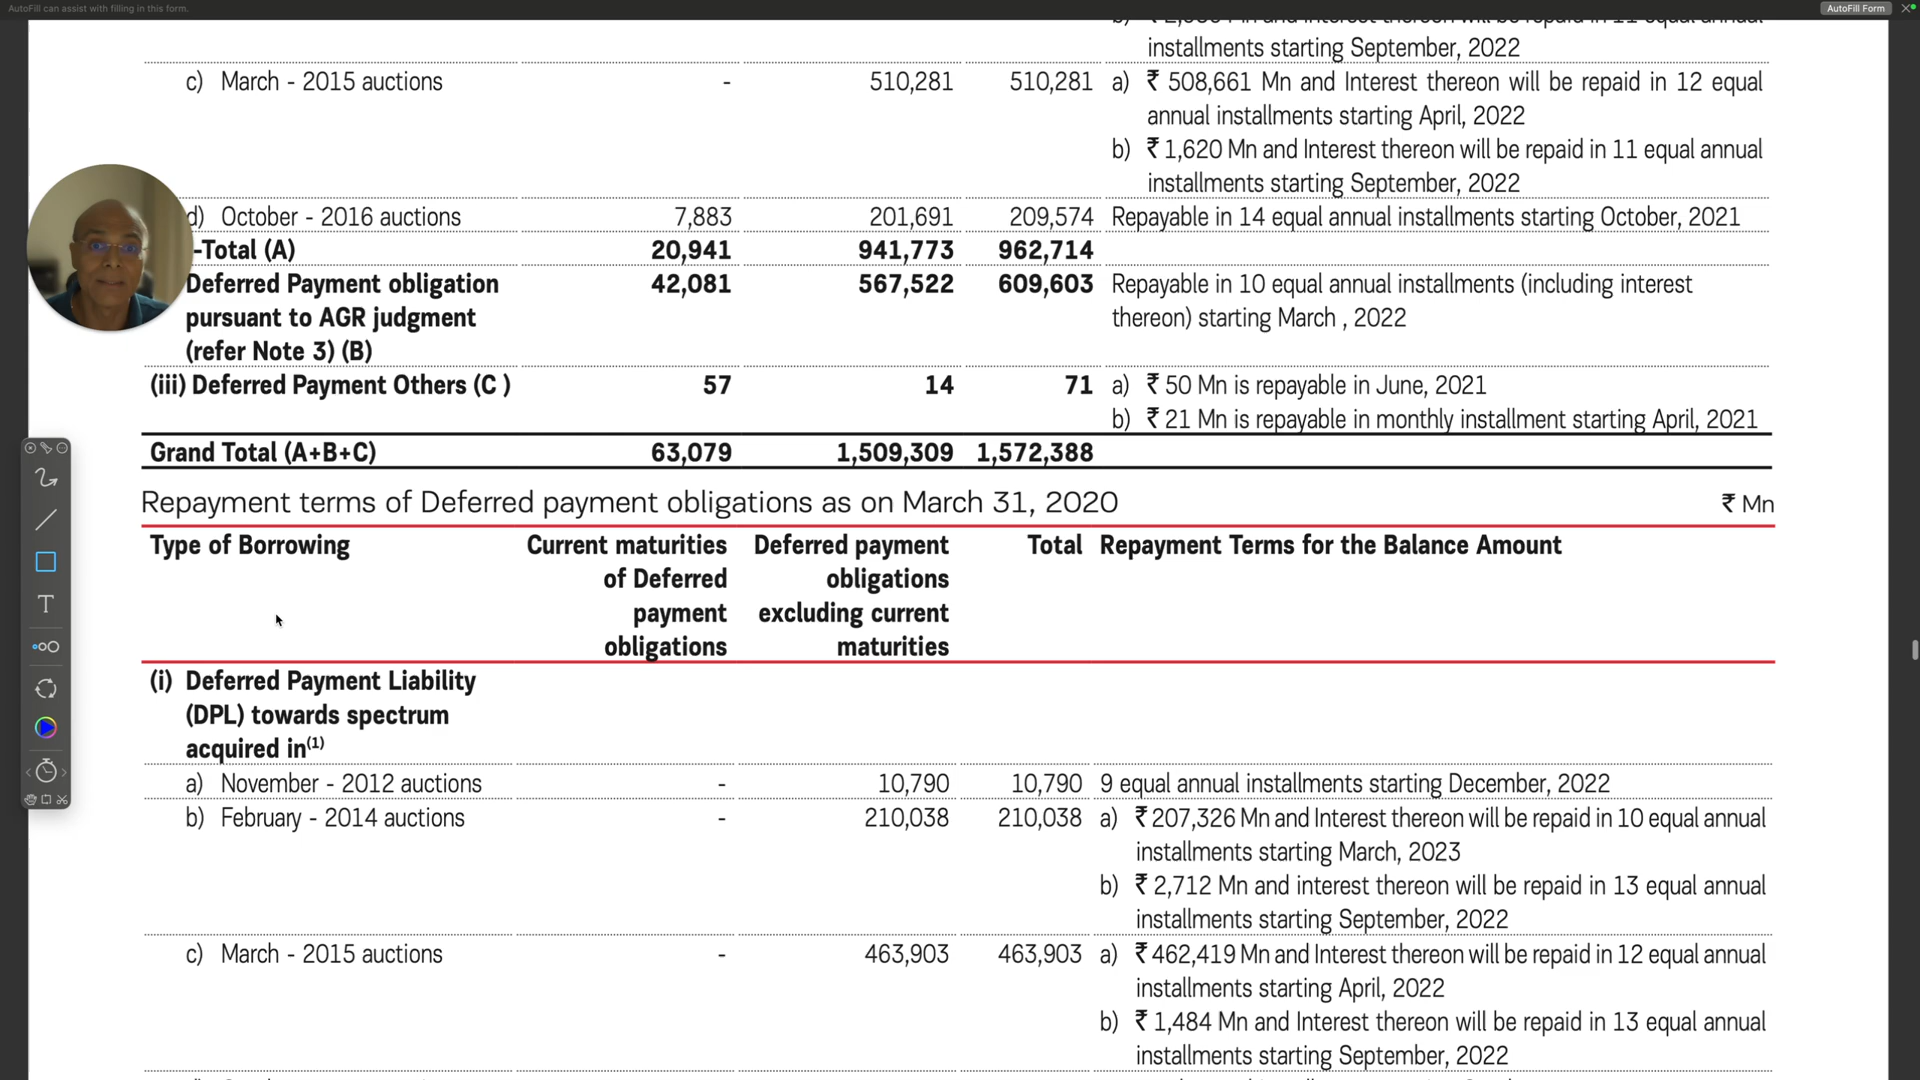 AutoFill can assist with filling in this form.
AutoFill Form
installments starting September, 2022
c) March - 2015 auctions - 510,281 510,281 a) ₹ 508,661 Mn and Interest thereon will be repaid in 12 equal
annual installments starting April, 2022
b) ₹ 1,620 Mn and Interest thereon will be repaid in 11 equal annual
installments starting September, 2022
d) October - 2016 auctions 7,883 201,691 209,574 Repayable in 14 equal annual installments starting October, 2021
-Total (A) 20,941 941,773 962,714
Deferred Payment obligation 42,081 567,522 609,603 Repayable in 10 equal annual installments (including interest
pursuant to AGR judgment thereon) starting March , 2022
(refer Note 3) (B)
(iii) Deferred Payment Others (C ) 57 14 71 a) ₹ 50 Mn is repayable in June, 2021
b) ₹ 21 Mn is repayable in monthly installment starting April, 2021
Grand Total (A+B+C) 63,079 1,509,309 1,572,388
Repayment terms of Deferred payment obligations as on March 31, 2020 ₹ Mn
Type of Borrowing Current maturities Deferred payment Total Repayment Terms for the Balance Amount
of Deferred obligations
payment excluding current
obligations maturities
(i) Deferred Payment Liability
(DPL) towards spectrum
acquired in(1)
a) November - 2012 auctions - 10,790 10,790 9 equal annual installments starting December, 2022
b) February - 2014 auctions - 210,038 210,038 a) ₹ 207,326 Mn and Interest thereon will be repaid in 10 equal annual
installments starting March, 2023
b) ₹ 2,712 Mn and interest thereon will be repaid in 13 equal annual
installments starting September, 2022
c) March - 2015 auctions - 463,903 463,903 a) ₹ 462,419 Mn and Interest thereon will be repaid in 12 equal annual
installments starting April, 2022
b) ₹ 1,484 Mn and Interest thereon will be repaid in 13 equal annual
installments starting September, 2022